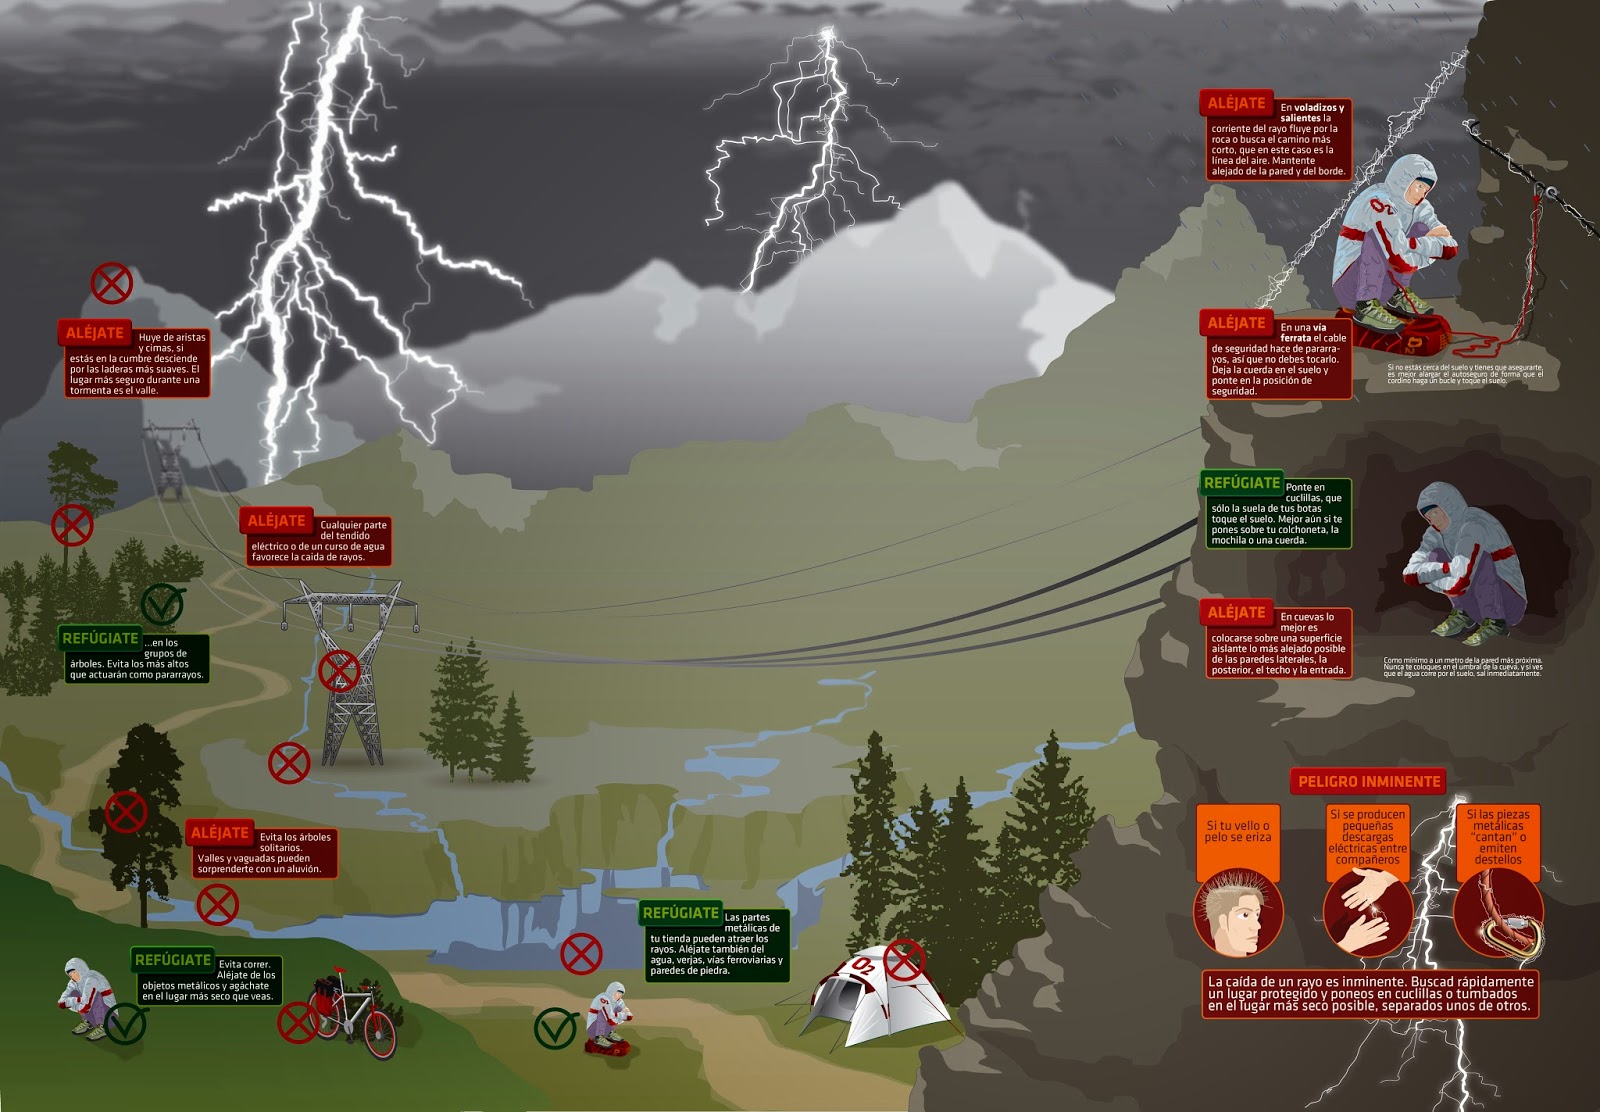 ALÉJATE
Huye de aristas
y cimas, si
estás en la cumbre desciende
por las laderas más suaves. El
lugar más seguro durante una
tormenta es el valle.
ALÉJATE
Cualquier parte
del tendido
eléctrico o de un curso de agua
favorece la caida de rayos.
REFÚGIATE
...en los
grupos de
árboles. Evita los más altos
que actuarán como pararrayos.
ALÉJATE
Evita los árboles
solitarios.
Valles y vaguadas pueden
sorprenderte con un aluvión.
REFÚGIATE
Evita correr.
Aléjate de los
objetos metálicos y agáchate
en el lugar más seco que veas.
REFÚGIATE
Las partes
metálicas de
tu tienda pueden atraer los
rayos. Aléjate también del
agua, verjas, vías ferroviarias y
paredes de piedra.
O2
ALÉJATE
En voladizos y
salientes la
corriente del rayo fluye por la
roca o busca el camino más
corto, que en este caso es la
línea del aire. Mantente
alejado de la pared y del borde.
O2
ALÉJATE
En una vía
ferrata el cable
de seguridad hace de pararra-
yos, así que no debes tocarlo.
Deja la cuerda en el suelo y
ponte en la posición de
seguridad.
O2
Si no estás cerca del suelo y tienes que asegurarte,
es mejor alargar el autoseguro de forma que el
cordino haga un bucle y toque el suelo.
REFÚGIATE
Ponte en
cuclillas, que
sólo la suela de tus botas
toque el suelo. Mejor aún si te
pones sobre tu colchoneta, la
mochila o una cuerda.
ALÉJATE
En cuevas lo
mejor es
colocarse sobre una superficie
aislante lo más alejado posible
de las paredes laterales, la
posterior, el techo y la entrada.
Como mínimo a un metro de la pared más próxima.
Nunca te coloques en el umbral de la cueva, y si ves
que el agua corre por el suelo, sal inmediatamente.
PELIGRO INMINENTE
Si tu vello o
pelo se eriza
Si se producen
pequeñas
descargas
eléctricas entre
compañeros
Si las piezas
metálicas
"cantan" o
emiten
destellos
La caída de un rayo es inminente. Buscad rápidamente
un lugar protegido y poneos en cuclillas o tumbados
en el lugar más seco posible, separados unos de otros.